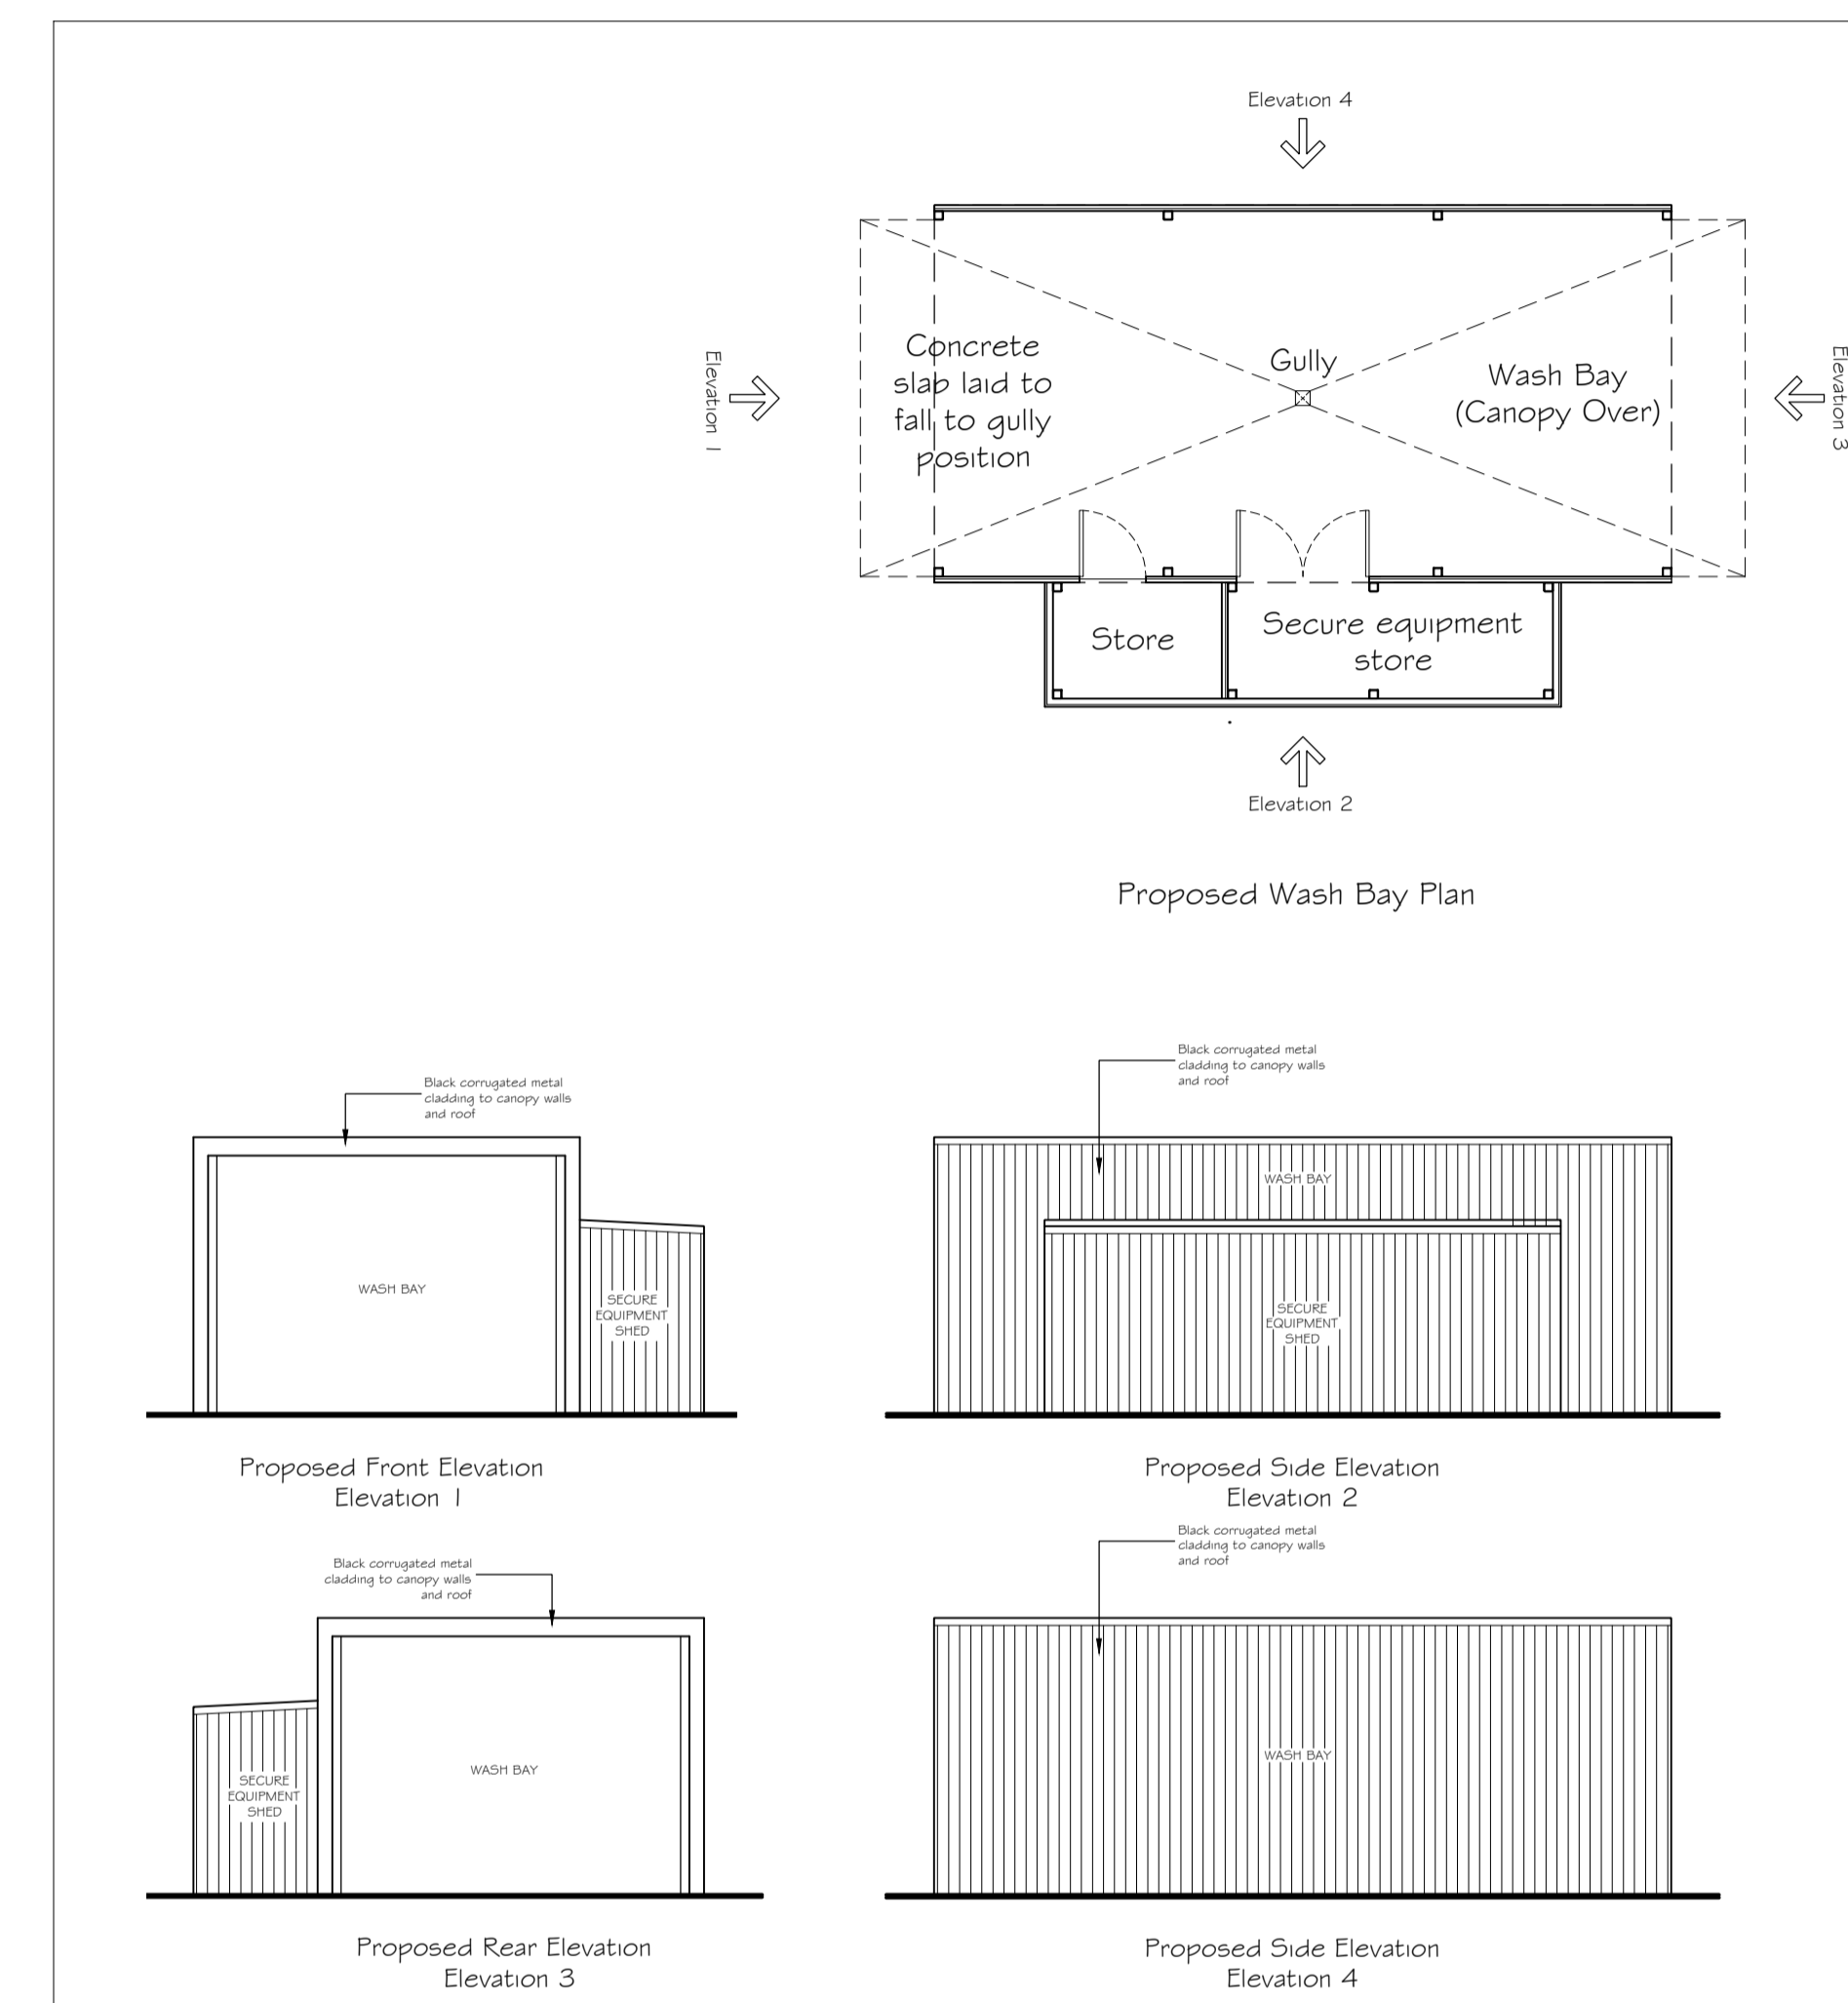 Elevation 4
Elevation 1
Concrete
slab laid to
fall to gully
position
Gully
Wash Bay
(Canopy Over)
Elevation 3
Store
Secure equipment
store
Elevation 2
Proposed Wash Bay Plan
Black corrugated metal
cladding to canopy walls
and roof
WASH BAY
SECURE
EQUIPMENT
SHED
Proposed Front Elevation
Elevation 1
Black corrugated metal
cladding to canopy walls
and roof
WASH BAY
SECURE
EQUIPMENT
SHED
Proposed Side Elevation
Elevation 2
Black corrugated metal
cladding to canopy walls
and roof
SECURE
EQUIPMENT
SHED
WASH BAY
Proposed Rear Elevation
Elevation 3
Black corrugated metal
cladding to canopy walls
and roof
WASH BAY
Proposed Side Elevation
Elevation 4